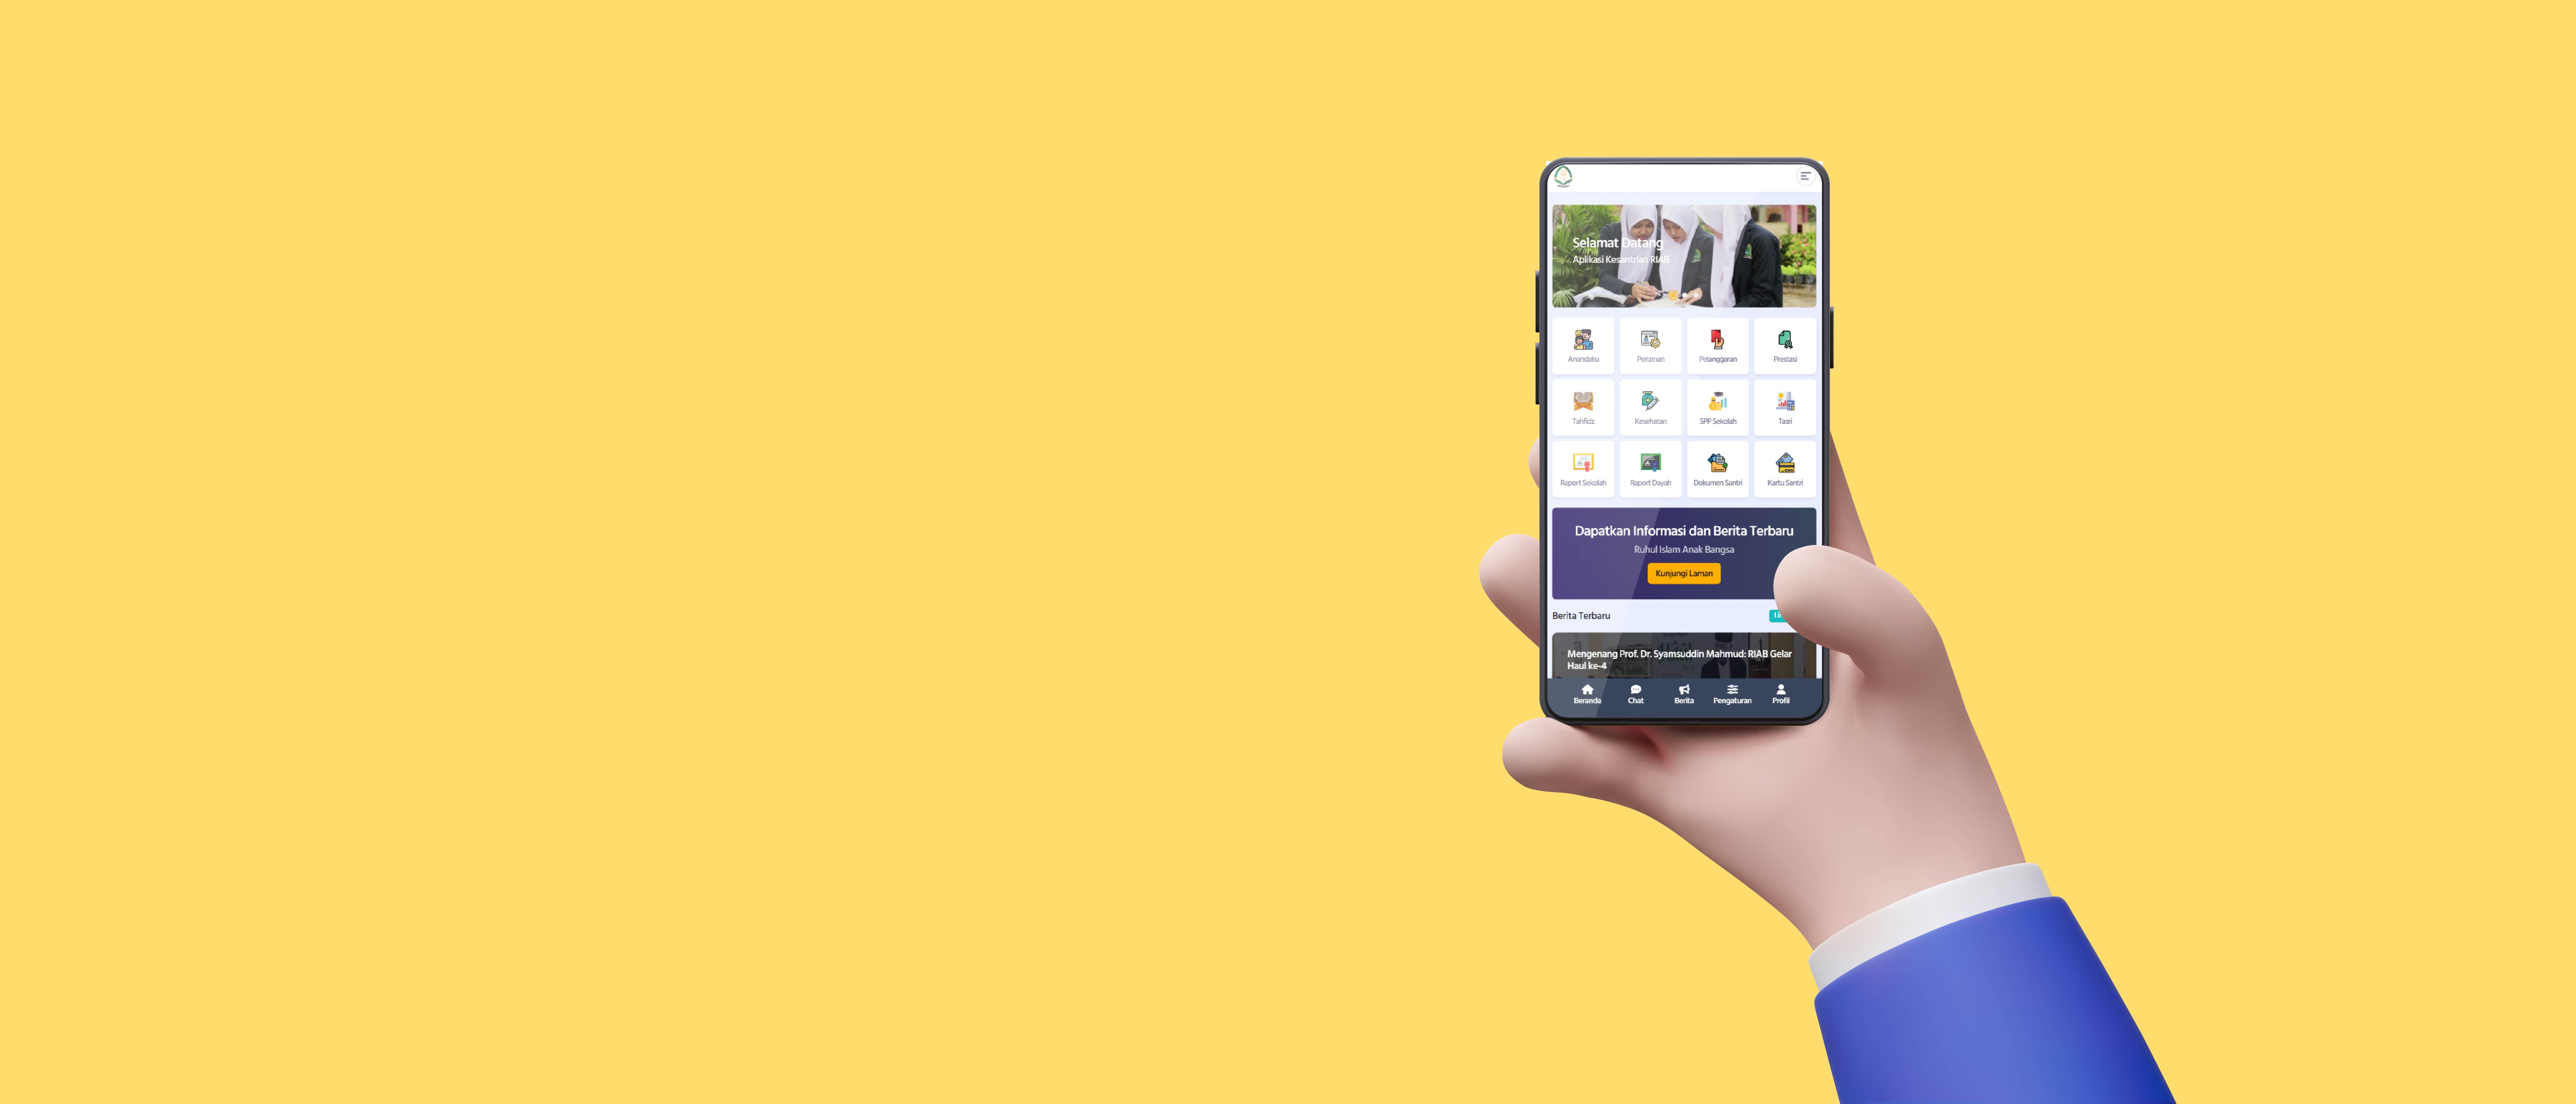 Selamat Datang
Aplikasi Kesantrian RIAB
Anandaku
Perizinan
Pelanggaran
Prestasi
Tahfidz
Kesehatan
SPP Sekolah
Tasri
Raport Sekolah
Raport Dayah
Dokumen Santri
Kartu Santri
Dapatkan Informasi dan Berita Terbaru
Ruhul Islam Anak Bangsa
Kunjungi Laman
Berita Terbaru
Mengenang Prof. Dr. Syamsuddin Mahmud: RIAB Gelar
Haul ke-4
Beranda
Chat
Berita
Pengaturan
Profil